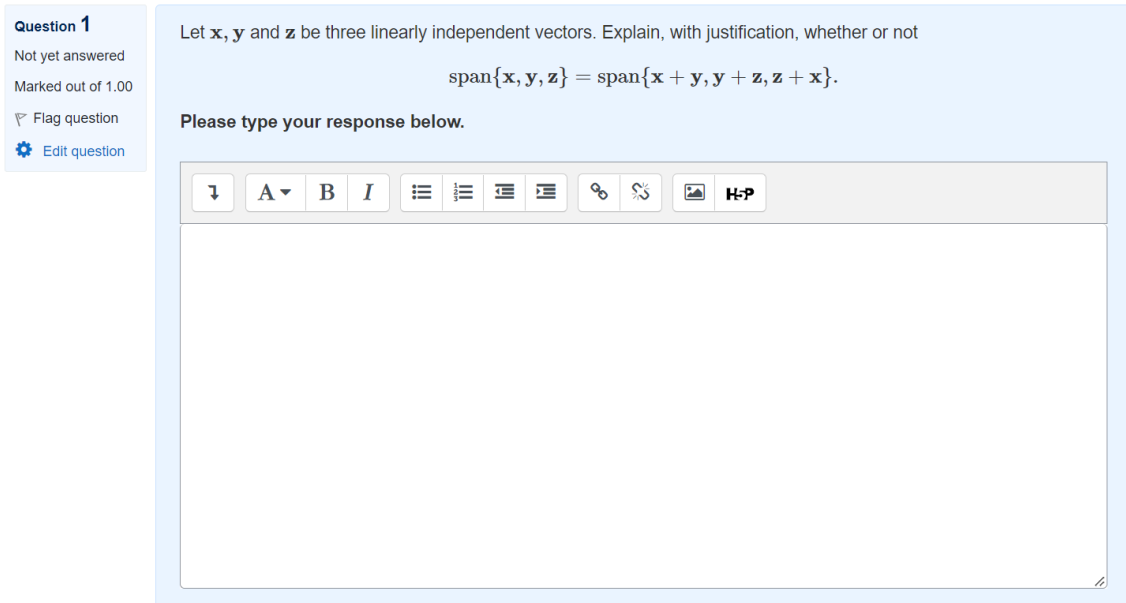 Question 1
Not yet answered
Marked out of 1.00
Flag question
Edit question
Let x, y and z be three linearly independent vectors. Explain, with justification, whether or not
span{x, y, z} = span{x + y, y + z, z + x}.
Please type your response below.
A B I H5P